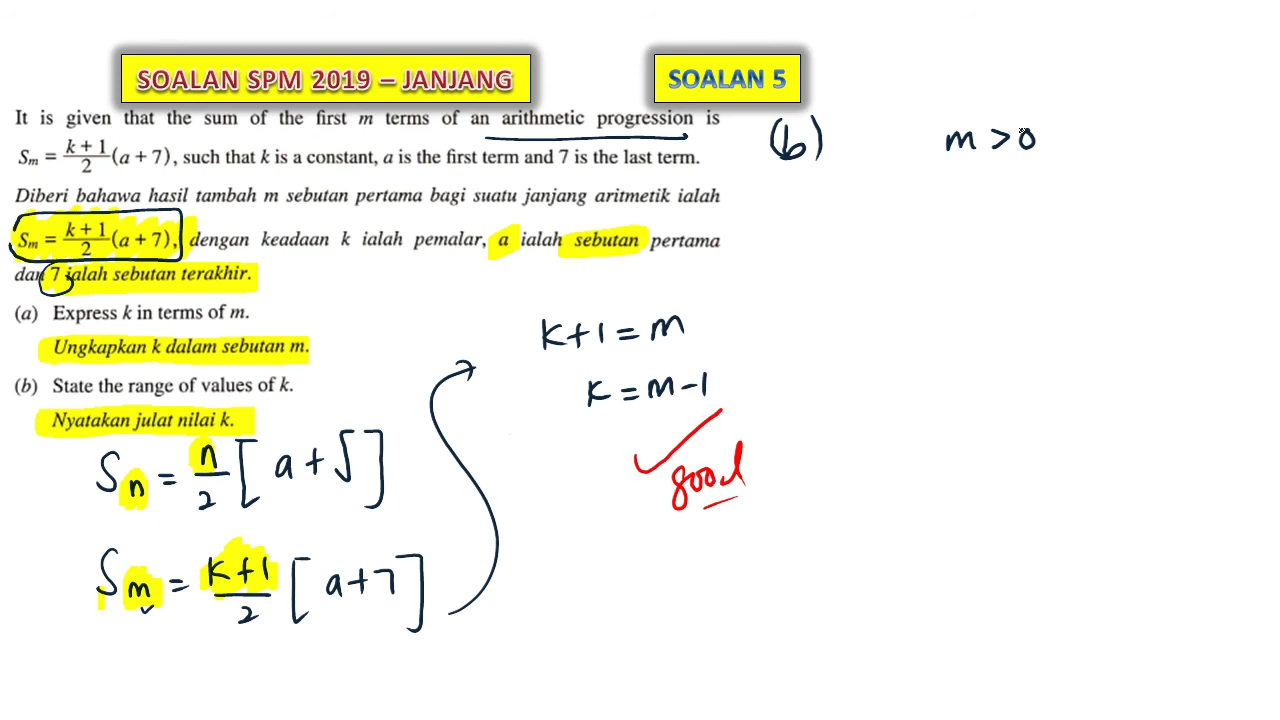 SOALAN SPM 2019 – JANJANG
SOALAN 5
It is given that the sum of the first m terms of an arithmetic progression is
Sm = k + 1/2 (a + 7), such that k is a constant, a is the first term and 7 is the last term.
Diberi bahawa hasil tambah m sebutan pertama bagi suatu janjang aritmetik ialah
Sm = k + 1/2 (a + 7), dengan keadaan k ialah pemalar, a ialah sebutan pertama
dan 7 ialah sebutan terakhir.
(a) Express k in terms of m.
Ungkapkan k dalam sebutan m.
(b) State the range of values of k.
Nyatakan julat nilai k.
Sn = n/2 [a + ʃ]
Sm = k+1/2 [a+7]
k+1 = m
k = m-1
good
(b) m > 0